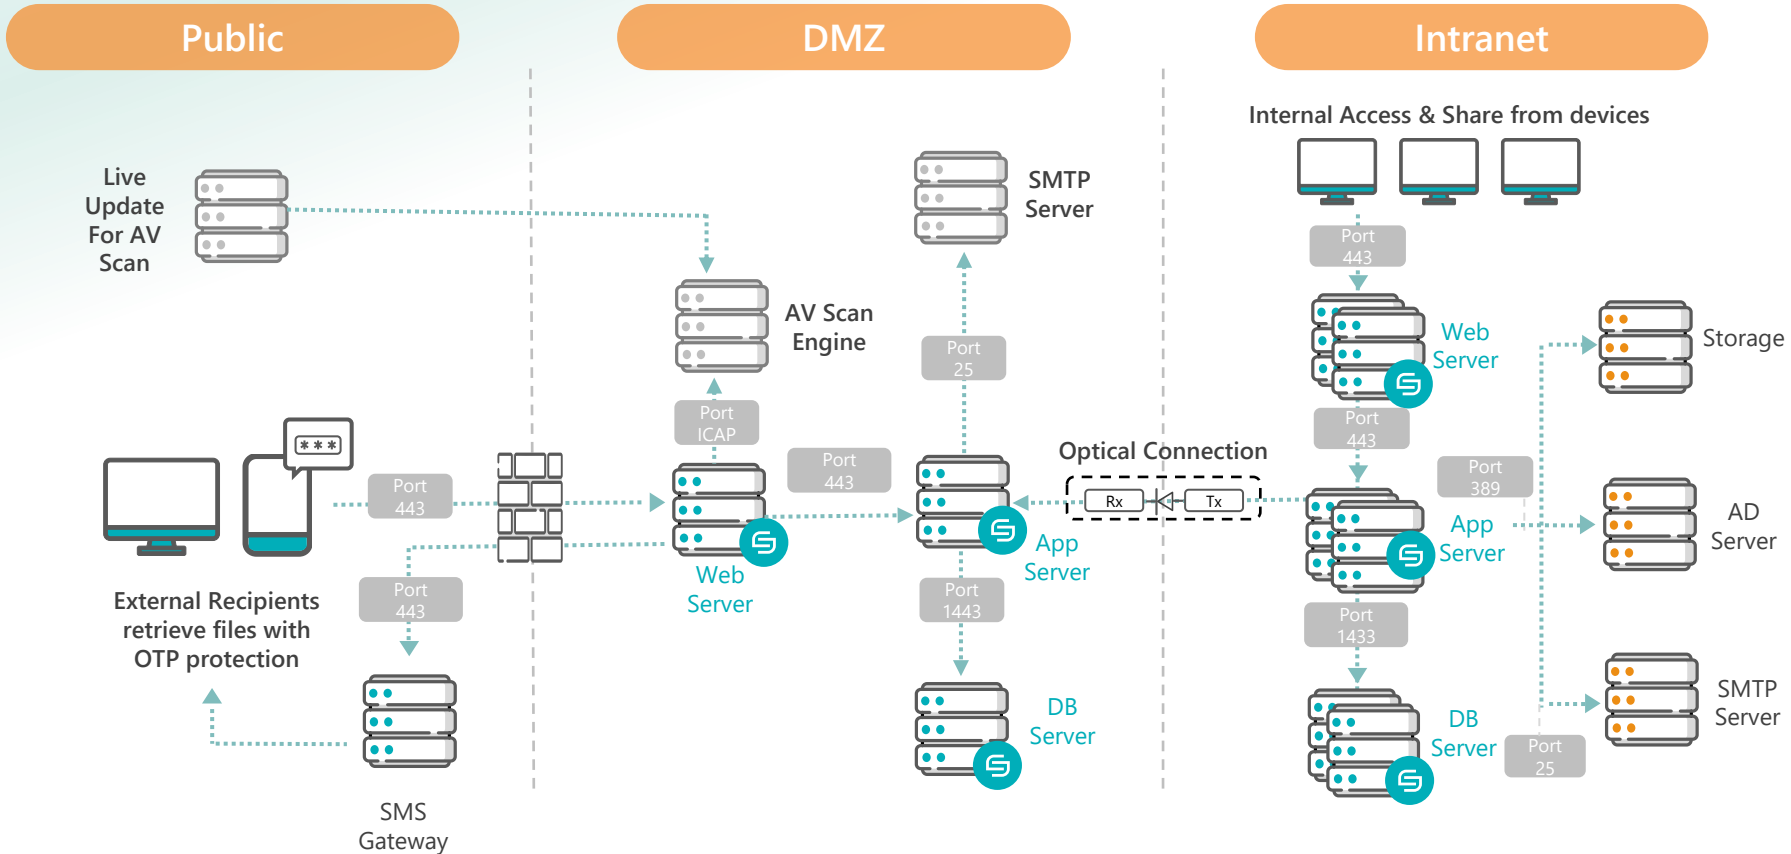 Public
DMZ
Intranet
Live
Update
For AV
Scan
SMTP
Server
Internal Access & Share from devices
Port
443
AV Scan
Engine
Port
25
Web
Server
Storage
Port
ICAP
Port
443
***
Port
443
Port
443
Optical Connection
Rx
Tx
Port
389
App
Server
AD
Server
App
Server
Web
Server
Port
443
Port
1443
Port
1433
External Recipients
retrieve files with
OTP protection
DB
Server
DB
Server
Port
25
SMTP
Server
SMS
Gateway